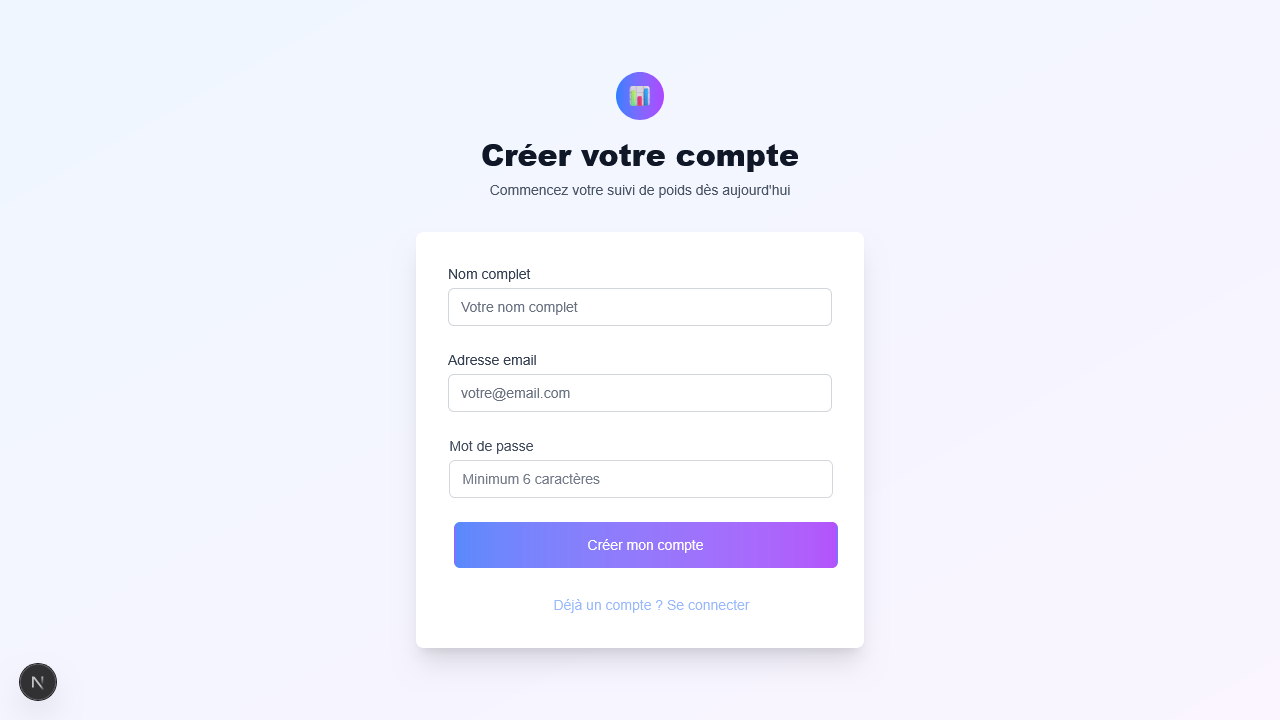 Créer votre compte
Commencez votre suivi de poids dès aujourd'hui
Nom complet
Votre nom complet
Adresse email
votre@email.com
Mot de passe
Minimum 6 caractères
Créer mon compte
Déjà un compte ? Se connecter
N